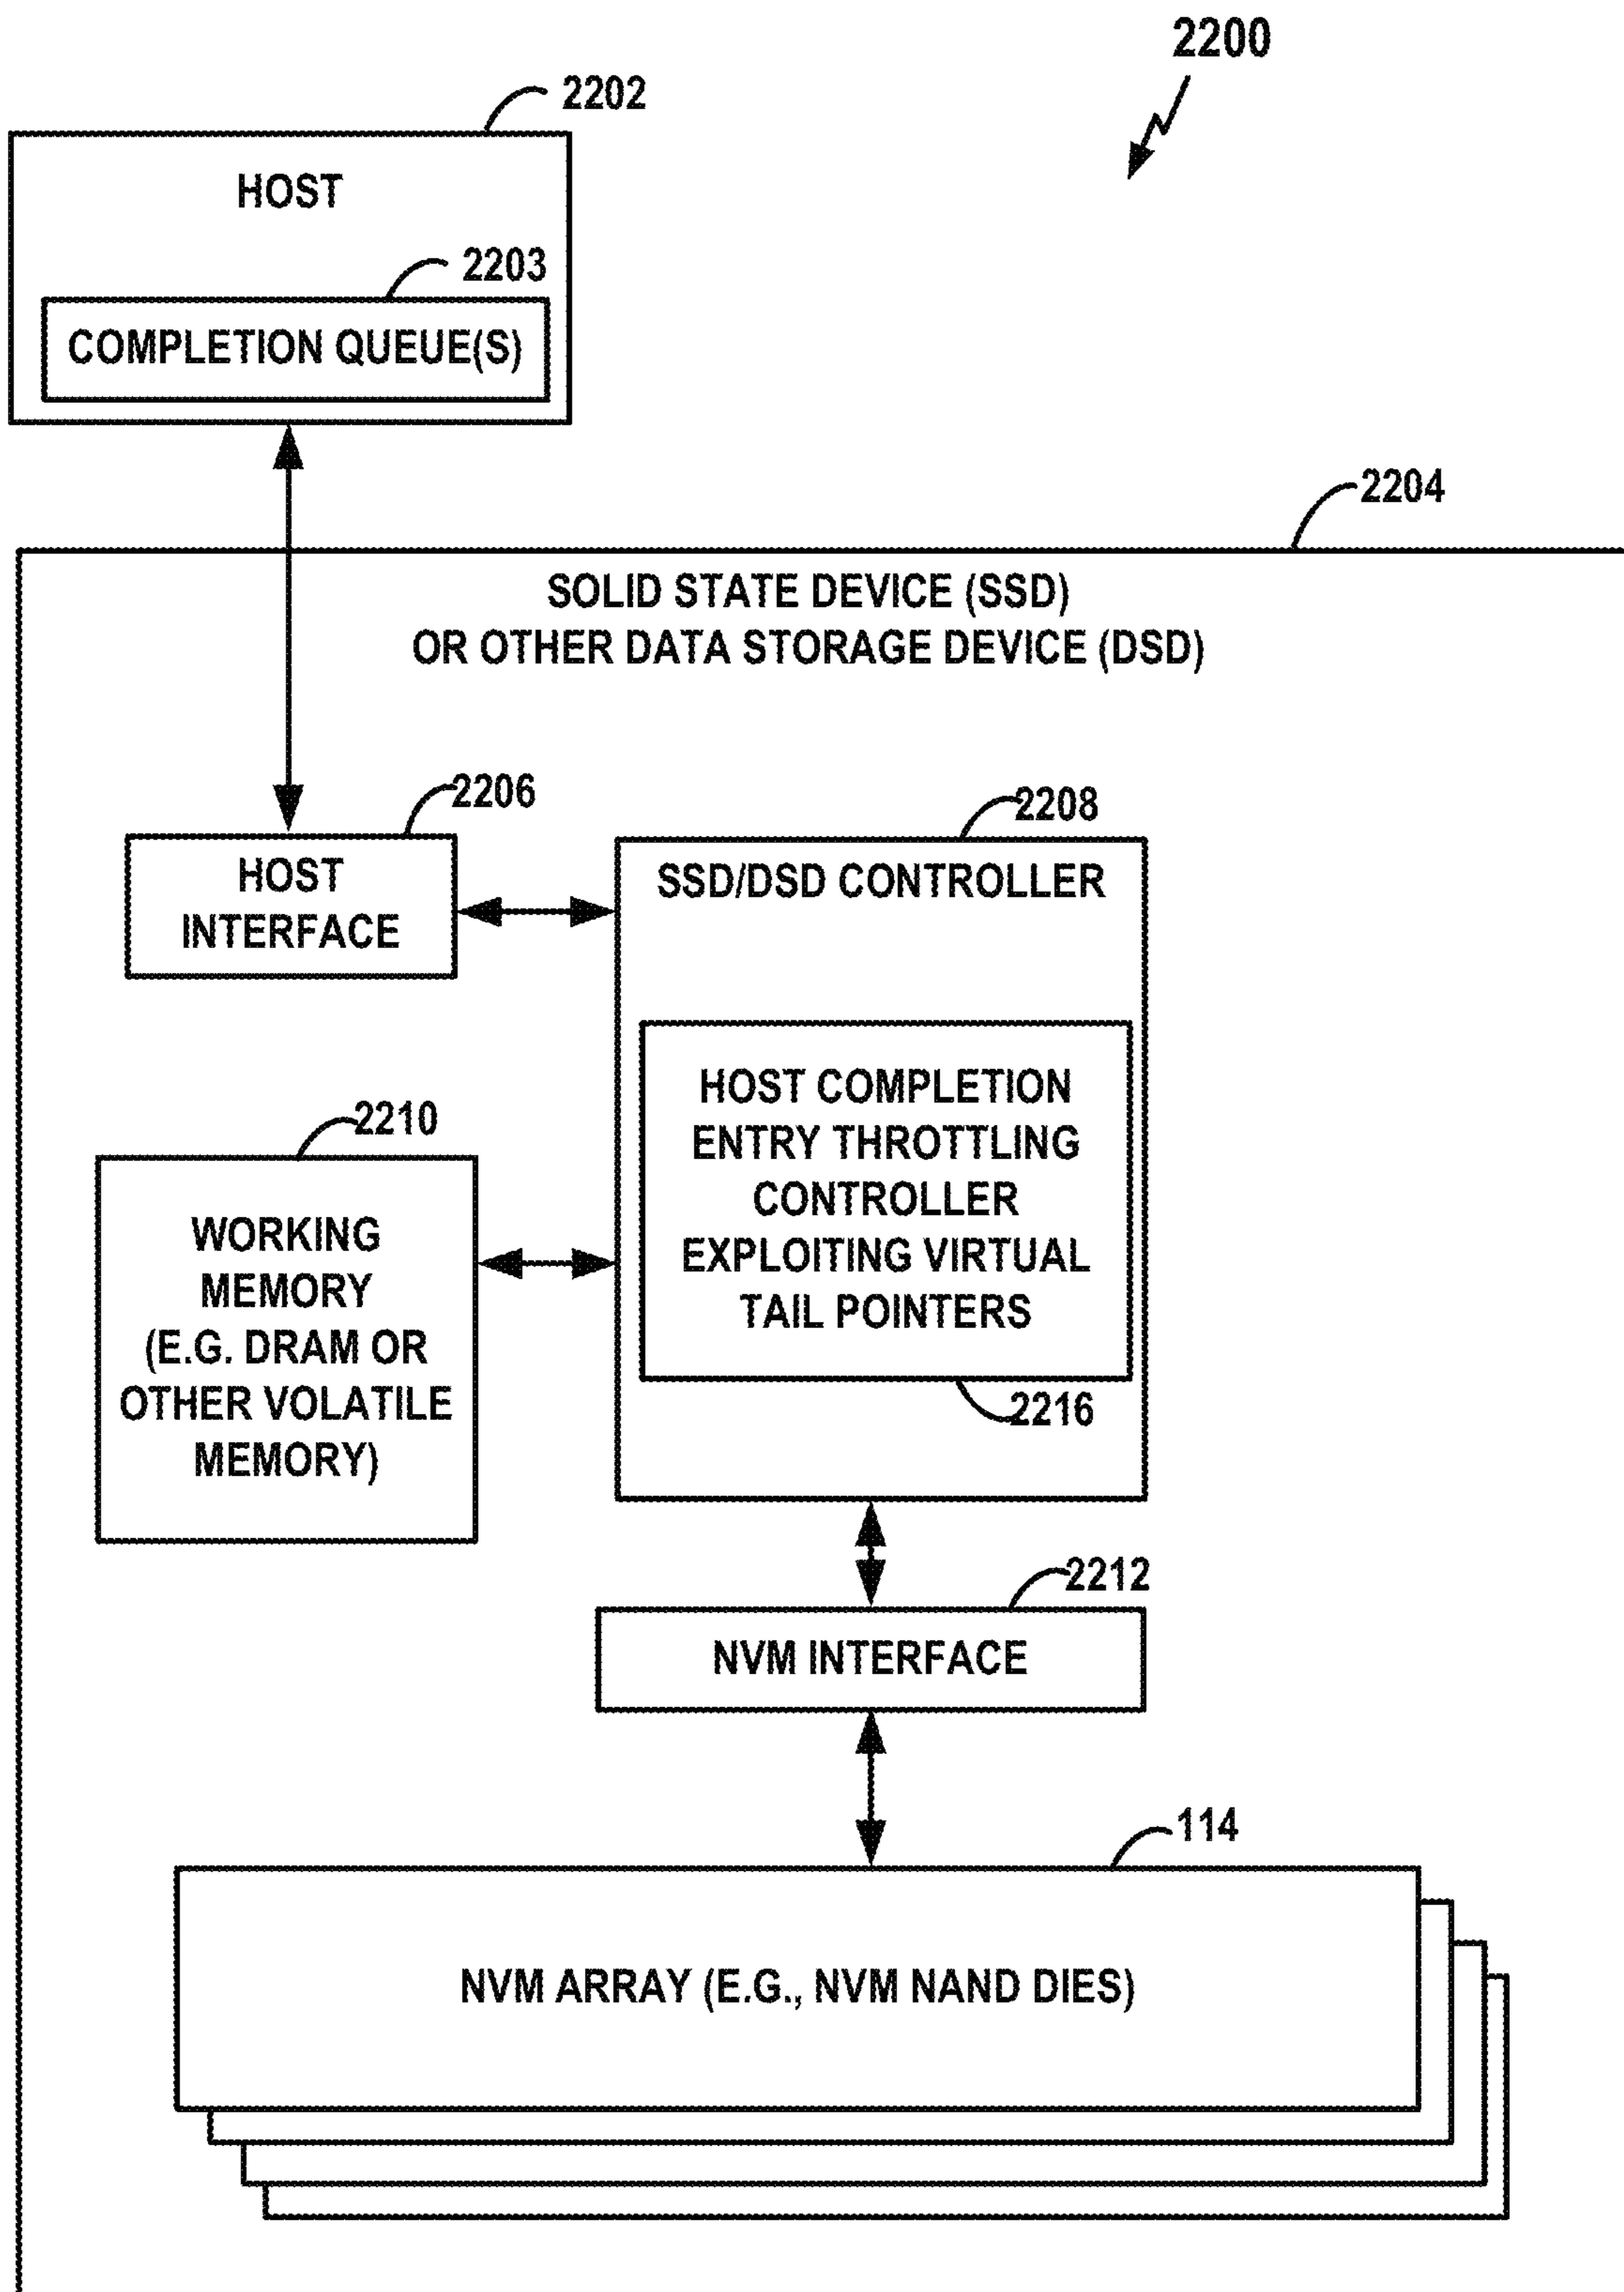 2200
2202
HOST
2203
COMPLETION QUEUE(S)
2204
SOLID STATE DEVICE (SSD)
OR OTHER DATA STORAGE DEVICE (DSD)
2206
HOST
INTERFACE
2208
SSD/DSD CONTROLLER
HOST COMPLETION
ENTRY THROTTLING
CONTROLLER
EXPLOITING VIRTUAL
TAIL POINTERS
2216
2210
WORKING
MEMORY
(E.G. DRAM OR
OTHER VOLATILE
MEMORY)
2212
NVM INTERFACE
114
NVM ARRAY (E.G., NVM NAND DIES)